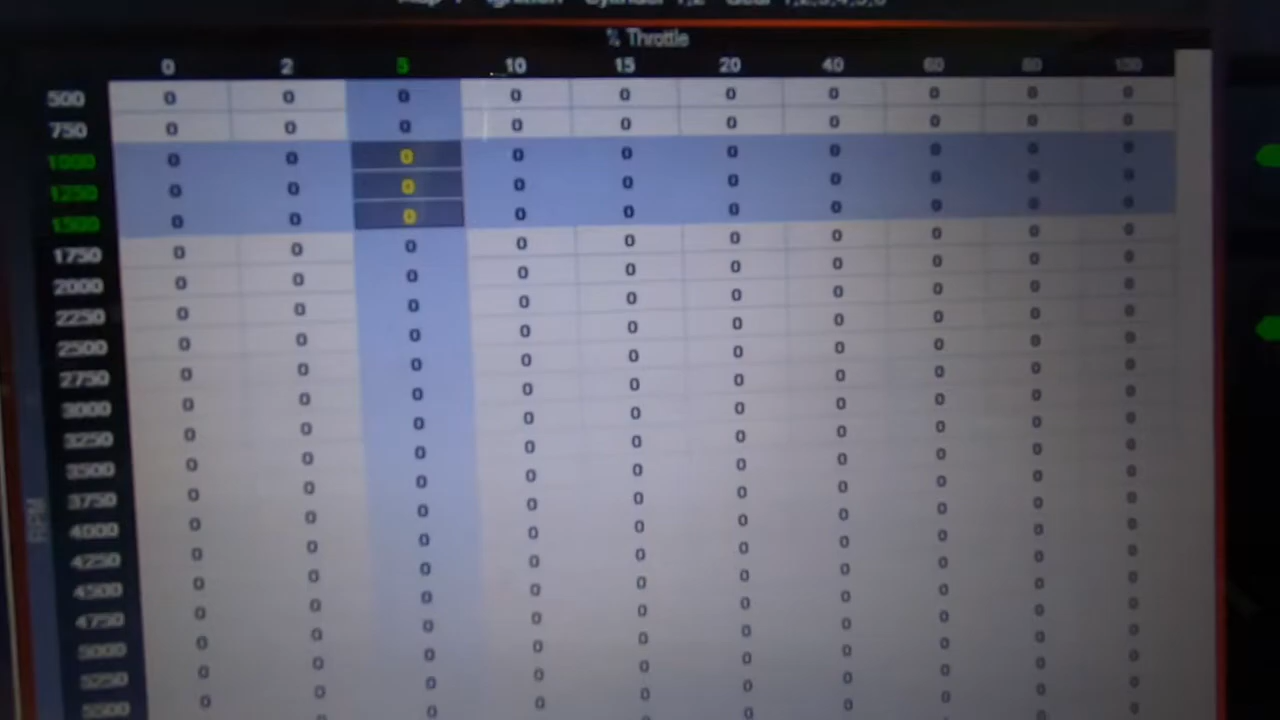 % Throttle
0 2 5 10 15 20 40 60 80 100
500 0 0 0 0 0 0 0 0 0 0
750 0 0 0 0 0 0 0 0 0 0
1000 0 0 0 0 0 0 0 0 0 0
1250 0 0 0 0 0 0 0 0 0 0
1500 0 0 0 0 0 0 0 0 0 0
1750 0 0 0 0 0 0 0 0 0 0
2000 0 0 0 0 0 0 0 0 0 0
2250 0 0 0 0 0 0 0 0 0 0
2500 0 0 0 0 0 0 0 0 0 0
2750 0 0 0 0 0 0 0 0 0 0
3000 0 0 0 0 0 0 0 0 0 0
3250 0 0 0 0 0 0 0 0 0 0
3500 0 0 0 0 0 0 0 0 0 0
3750 0 0 0 0 0 0 0 0 0 0
4000 0 0 0 0 0 0 0 0 0 0
4250 0 0 0 0 0 0 0 0 0 0
4500 0 0 0 0 0 0 0 0 0 0
4750 0 0 0 0 0 0 0 0 0 0
5000 0 0 0 0 0 0 0 0 0 0
5250 0 0 0 0 0 0 0 0 0 0
5500 0 0 0 0 0 0 0 0 0 0
RPM